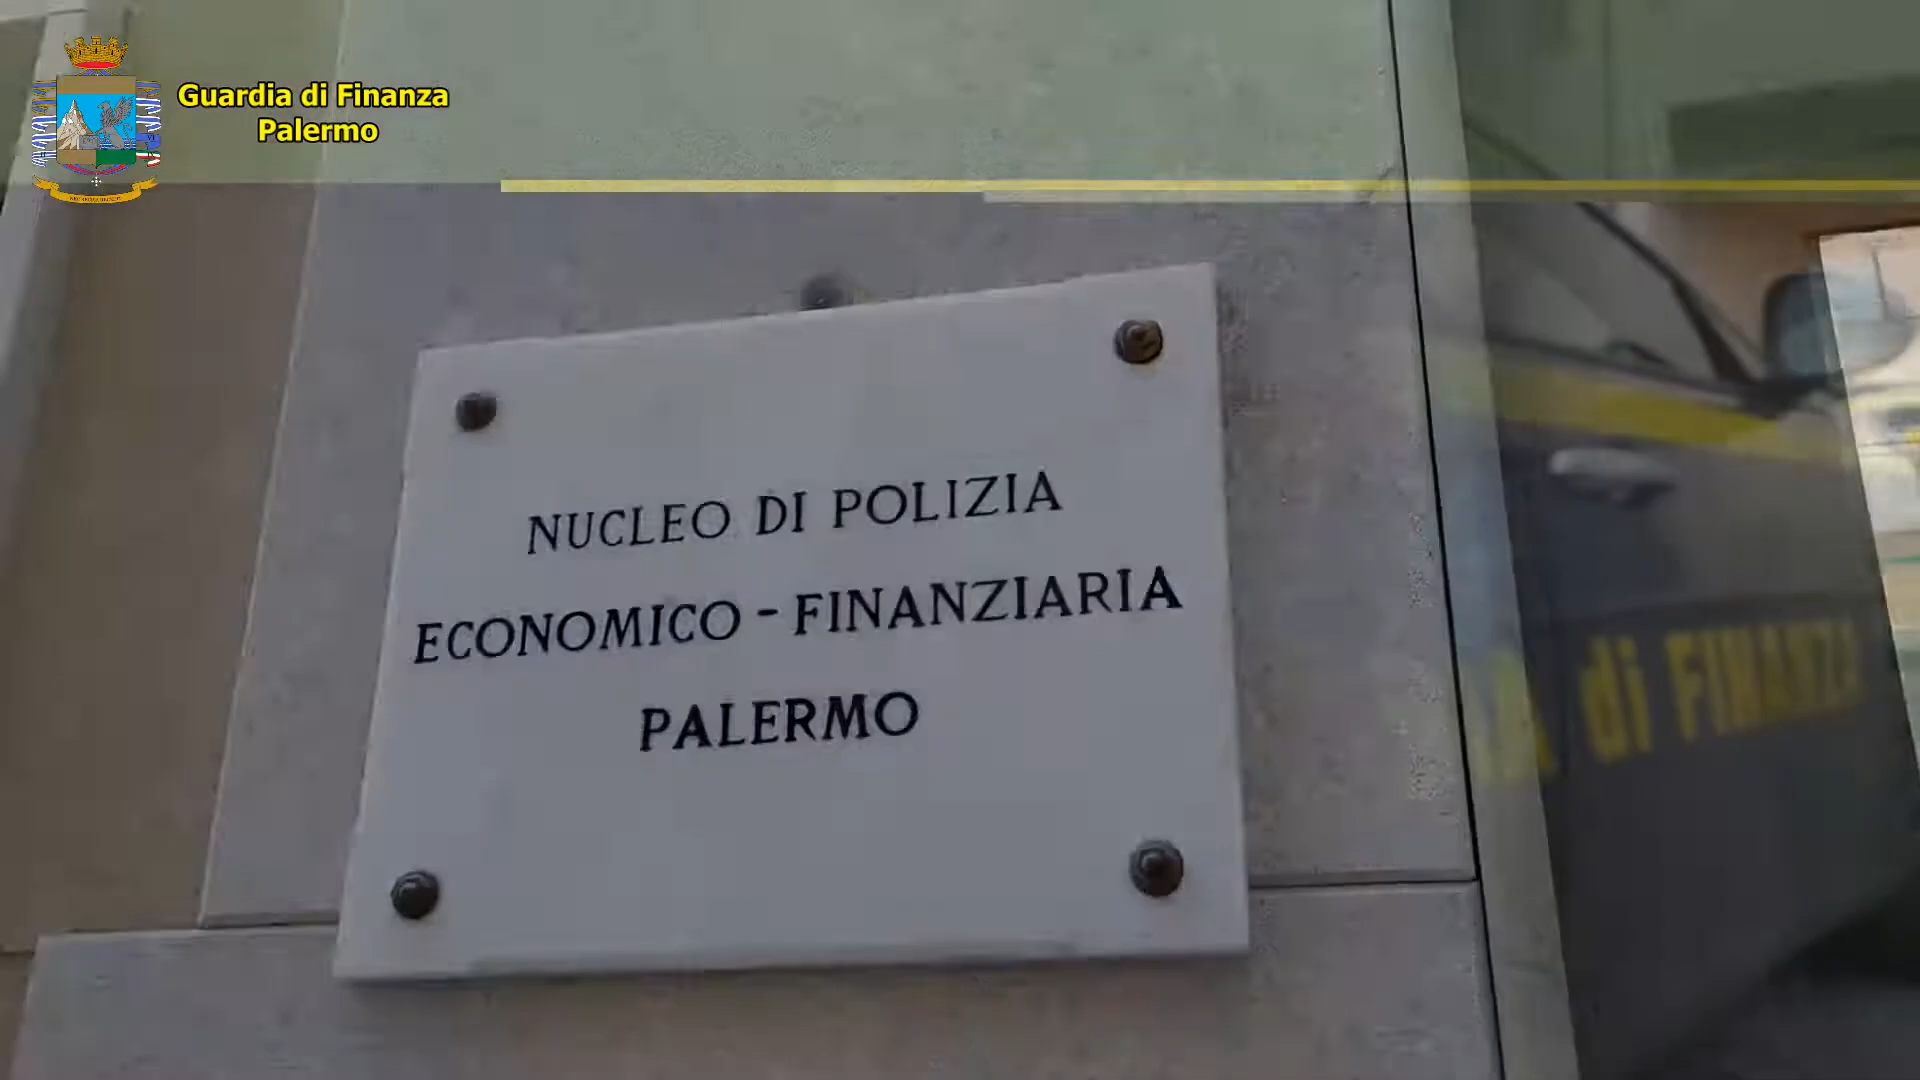 Guardia di Finanza
Palermo
NUCLEO DI POLIZIA
ECONOMICO - FINANZIARIA
PALERMO
di FINANZA